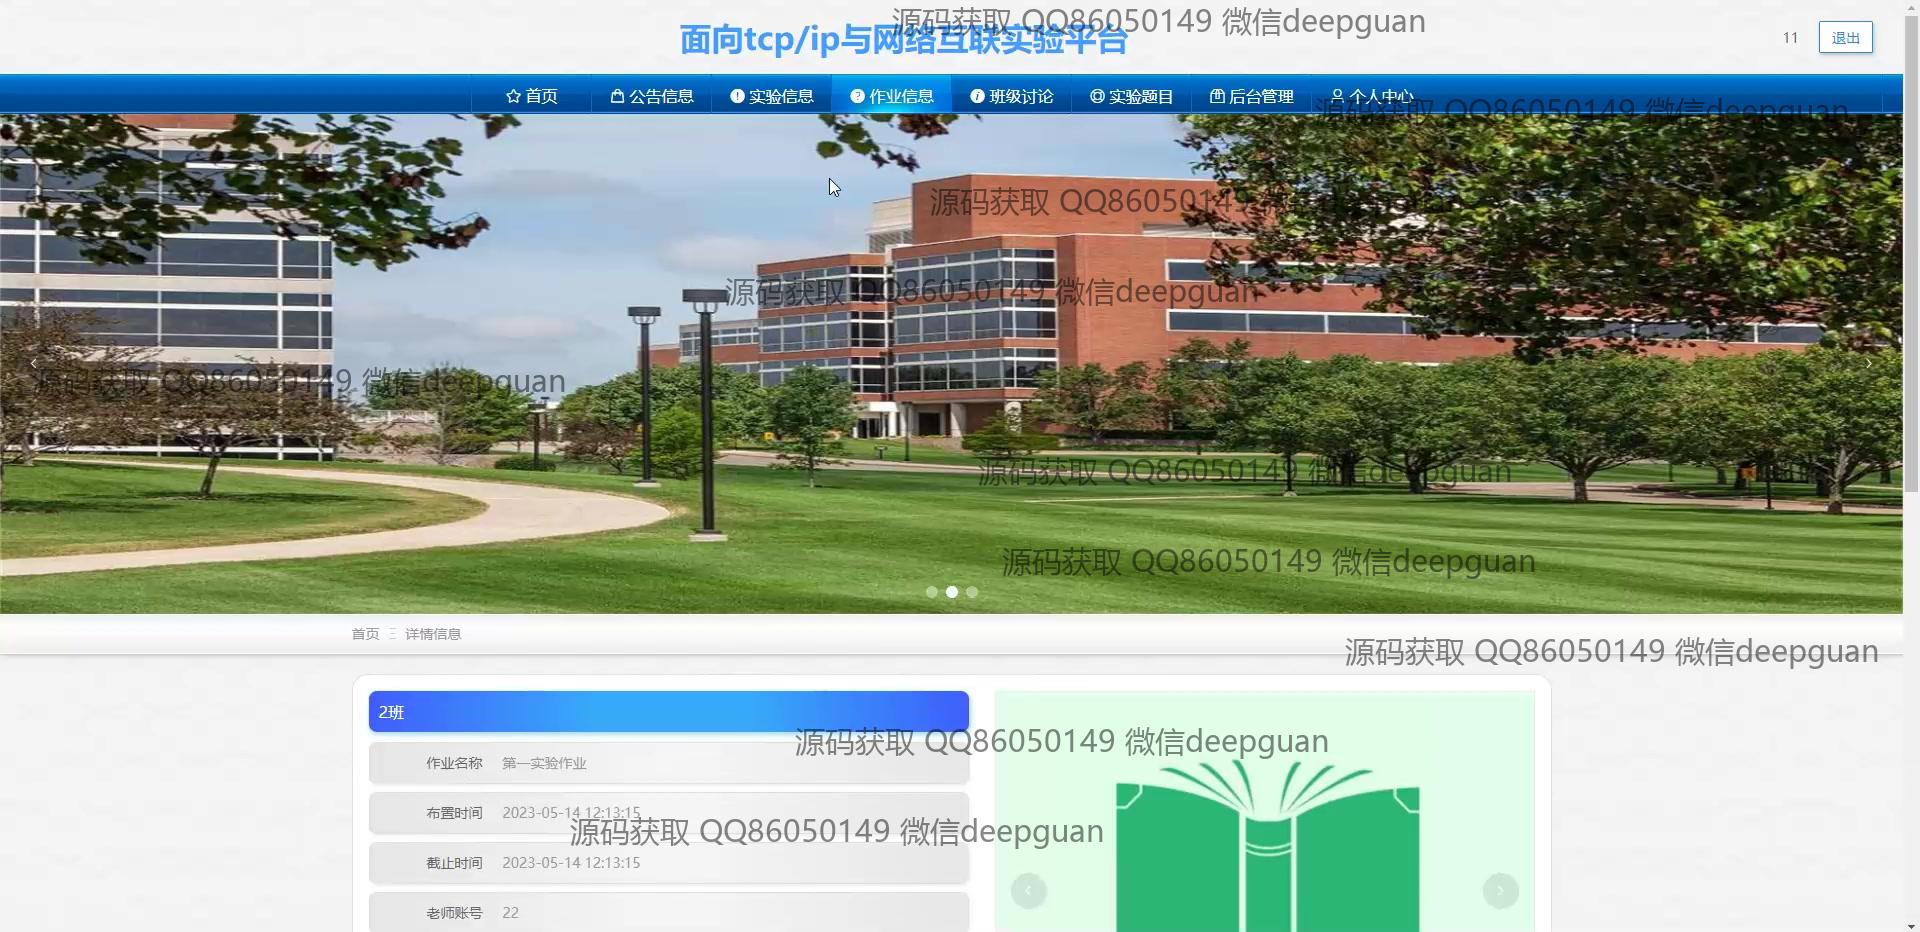 面向tcp/ip与网络互联实验平台
源码获取 QQ86050149 微信deepguan
11
退出
首页
公告信息
实验信息
作业信息
班级讨论
实验题目
后台管理
个人中心
源码获取 QQ86050149 微信deepguan
源码获取 QQ86050149
源码获取 QQ86050149 微信deepguan
源码获取 QQ86050149 微信deepguan
源码获取 QQ86050149 微信deepguan
源码获取 QQ86050149 微信deepguan
首页 详情信息
源码获取 QQ86050149 微信deepguan
2班
源码获取 QQ86050149 微信deepguan
作业名称 第一实验作业
布置时间 2023-05-14 12:13:15
源码获取 QQ86050149 微信deepguan
截止时间 2023-05-14 12:13:15
老师账号 22